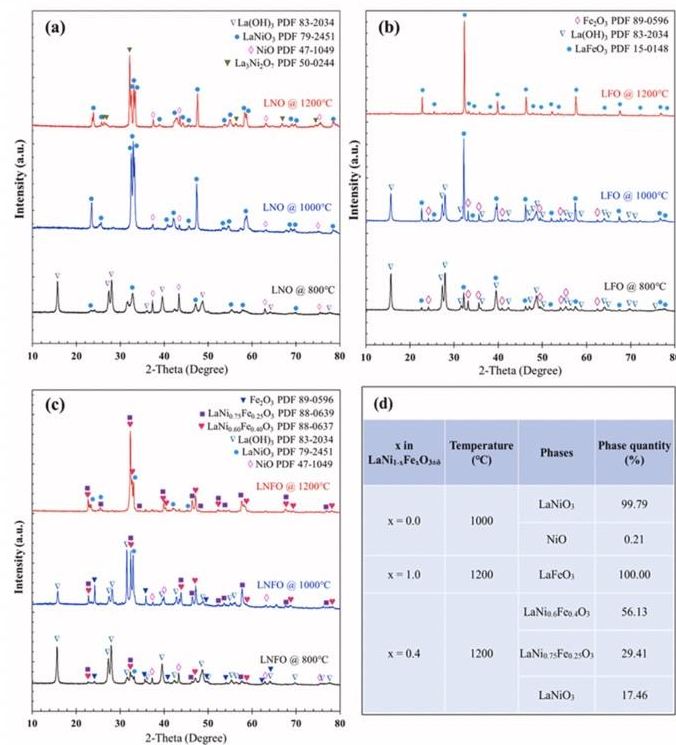 (a)
La(OH)₃ PDF 83-2034
LaNiO₃ PDF 79-2451
NiO PDF 47-1049
La₃Ni₂O₇ PDF 50-0244
LNO @ 1200℃
LNO @ 1000℃
LNO @ 800℃
Intensity (a.u.)
10 20 30 40 50 60 70 80
2-Theta (Degree)
(b)
Fe₂O₃ PDF 89-0596
La(OH)₃ PDF 83-2034
LaFeO₃ PDF 15-0148
LFO @ 1200℃
LFO @ 1000℃
LFO @ 800℃
Intensity (a.u.)
10 20 30 40 50 60 70 80
2-Theta (Degree)
(c)
Fe₂O₃ PDF 89-0596
LaNi₀.₇₅Fe₀.₂₅O₃ PDF 88-0639
LaNi₀.₆₀Fe₀.₄₀O₃ PDF 88-0637
La(OH)₃ PDF 83-2034
LaNiO₃ PDF 79-2451
NiO PDF 47-1049
LNFO @ 1200℃
LNFO @ 1000℃
LNFO @ 800℃
Intensity (a.u.)
10 20 30 40 50 60 70 80
2-Theta (Degree)
(d)
x in
LaNi₁₋ₓFeₓO₃±δ
Temperature
(℃)
Phases
Phase quantity
(%)
x = 0.0
1000
LaNiO₃
99.79
NiO
0.21
x = 1.0
1200
LaFeO₃
100.00
x = 0.4
1200
LaNi₀.₆Fe₀.₄O₃
56.13
LaNi₀.₇₅Fe₀.₂₅O₃
29.41
LaNiO₃
17.46